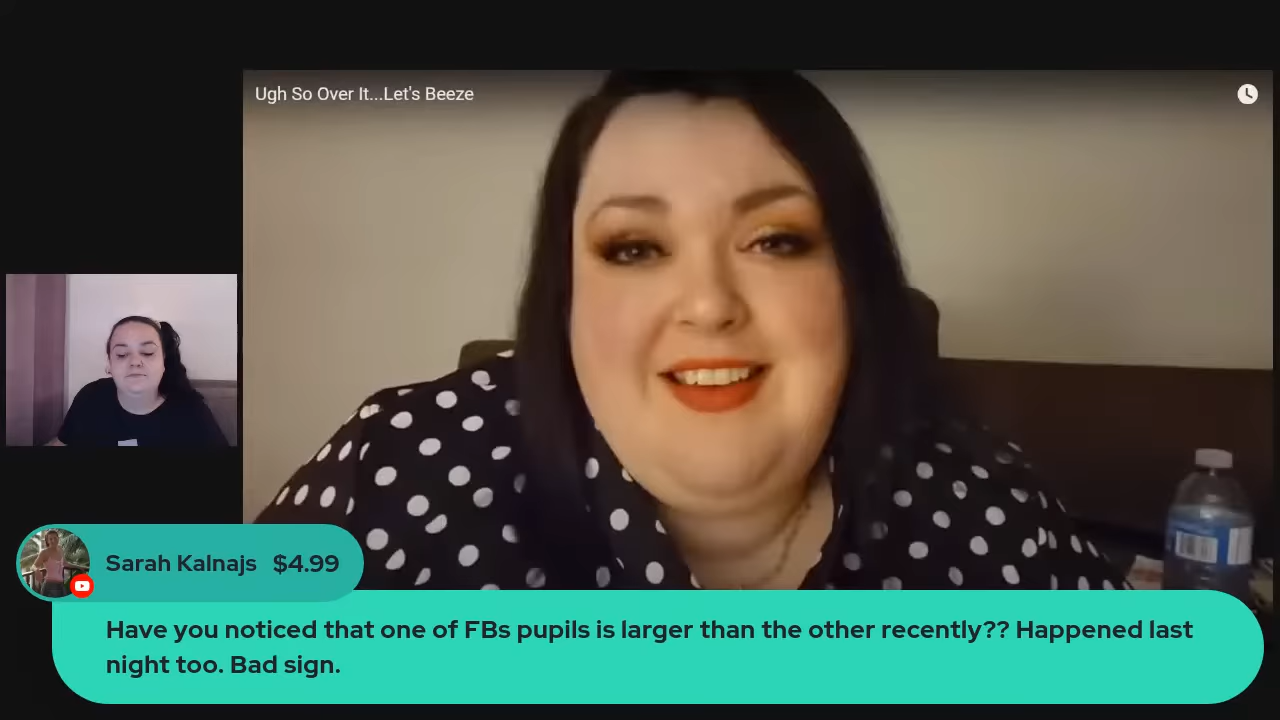 Ugh So Over It...Let's Beeze
Sarah Kalnajs $4.99
Have you noticed that one of FBs pupils is larger than the other recently?? Happened last
night too. Bad sign.